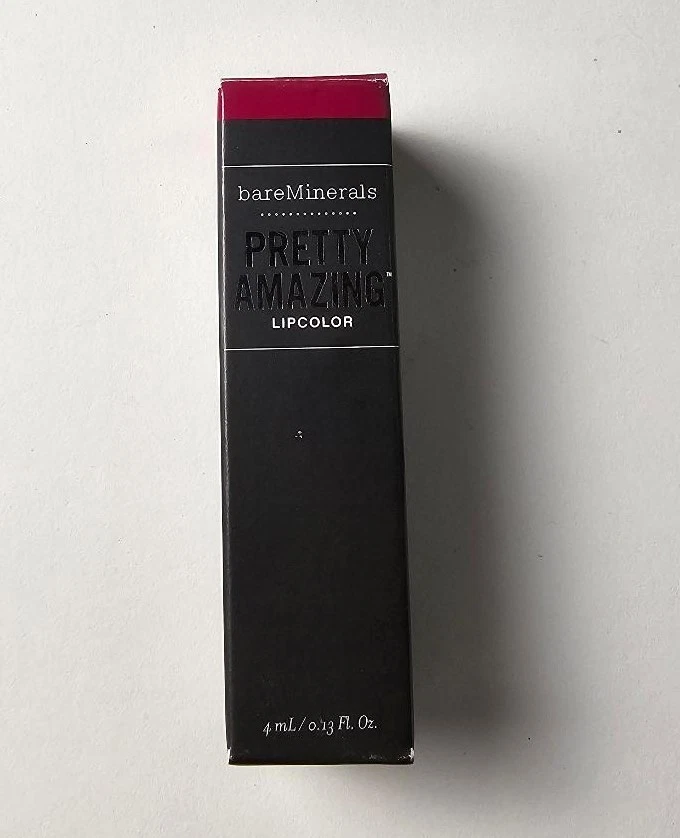 bareMinerals
PRETTY
AMAZING™
LIPCOLOR
4 mL / 0.13 Fl. Oz.